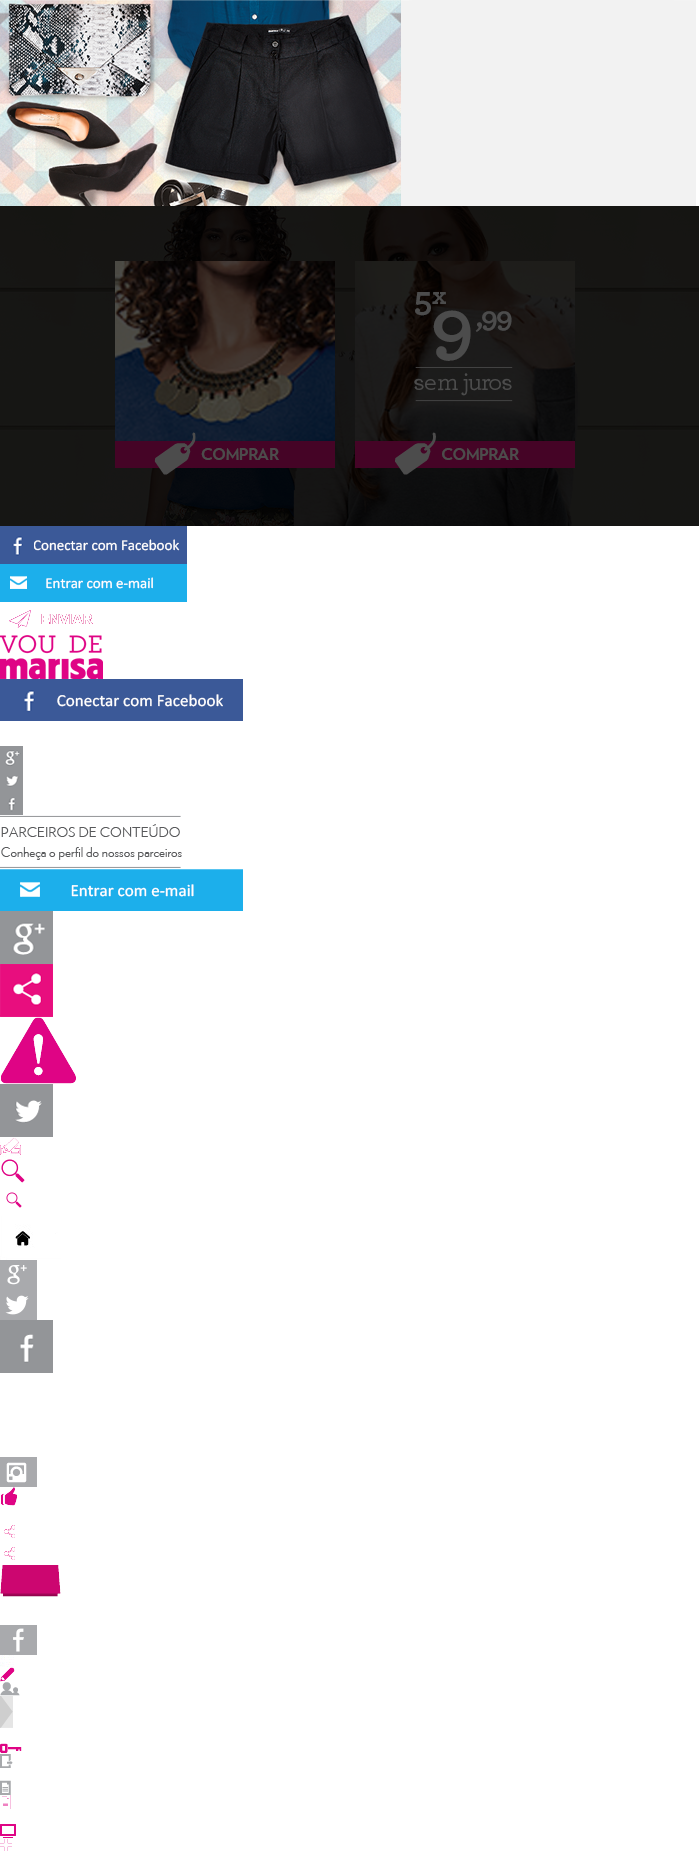 5x
9,99
sem juros
COMPRAR COMPRAR
Conectar com Facebook
Entrar com e-mail
ENVIAR
VOU DE
marisa
Conectar com Facebook
g+
PARCEIROS DE CONTEÚDO
Conheça o perfil do nossos parceiros
Entrar com e-mail
g+
g+